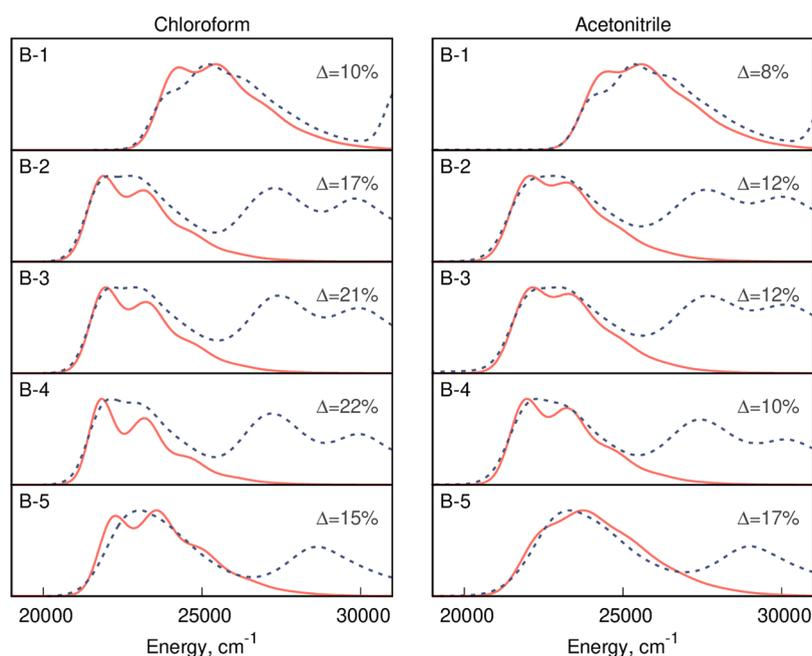 Chloroform
B-1
Δ=10%
B-2
Δ=17%
B-3
Δ=21%
B-4
Δ=22%
B-5
Δ=15%
20000 25000 30000
Energy, cm-1
Acetonitrile
B-1
Δ=8%
B-2
Δ=12%
B-3
Δ=12%
B-4
Δ=10%
B-5
Δ=17%
20000 25000 30000
Energy, cm-1